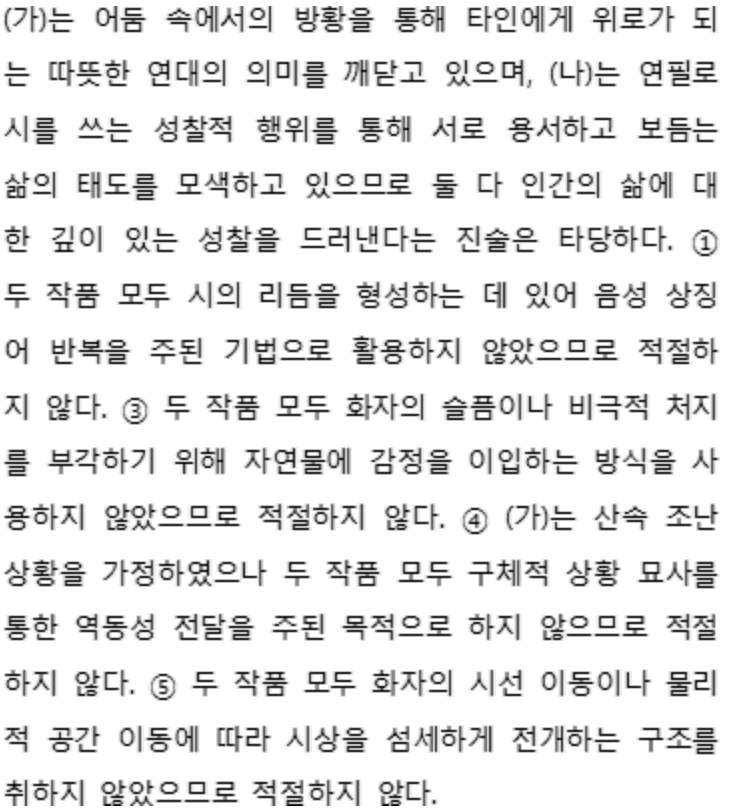 (가)는 어둠 속에서의 방황을 통해 타인에게 위로가 되
는 따뜻한 연대의 의미를 깨닫고 있으며, (나)는 연필로
시를 쓰는 성찰적 행위를 통해 서로 용서하고 보듬는
삶의 태도를 모색하고 있으므로 둘 다 인간의 삶에 대
한 깊이 있는 성찰을 드러낸다는 진술은 타당하다. ①
두 작품 모두 시의 리듬을 형성하는 데 있어 음성 상징
어 반복을 주된 기법으로 활용하지 않았으므로 적절하
지 않다. ③ 두 작품 모두 화자의 슬픔이나 비극적 처지
를 부각하기 위해 자연물에 감정을 이입하는 방식을 사
용하지 않았으므로 적절하지 않다. ④ (가)는 산속 조난
상황을 가정하였으나 두 작품 모두 구체적 상황 묘사를
통한 역동성 전달을 주된 목적으로 하지 않으므로 적절
하지 않다. ⑤ 두 작품 모두 화자의 시선 이동이나 물리
적 공간 이동에 따라 시상을 섬세하게 전개하는 구조를
취하지 않았으므로 적절하지 않다.